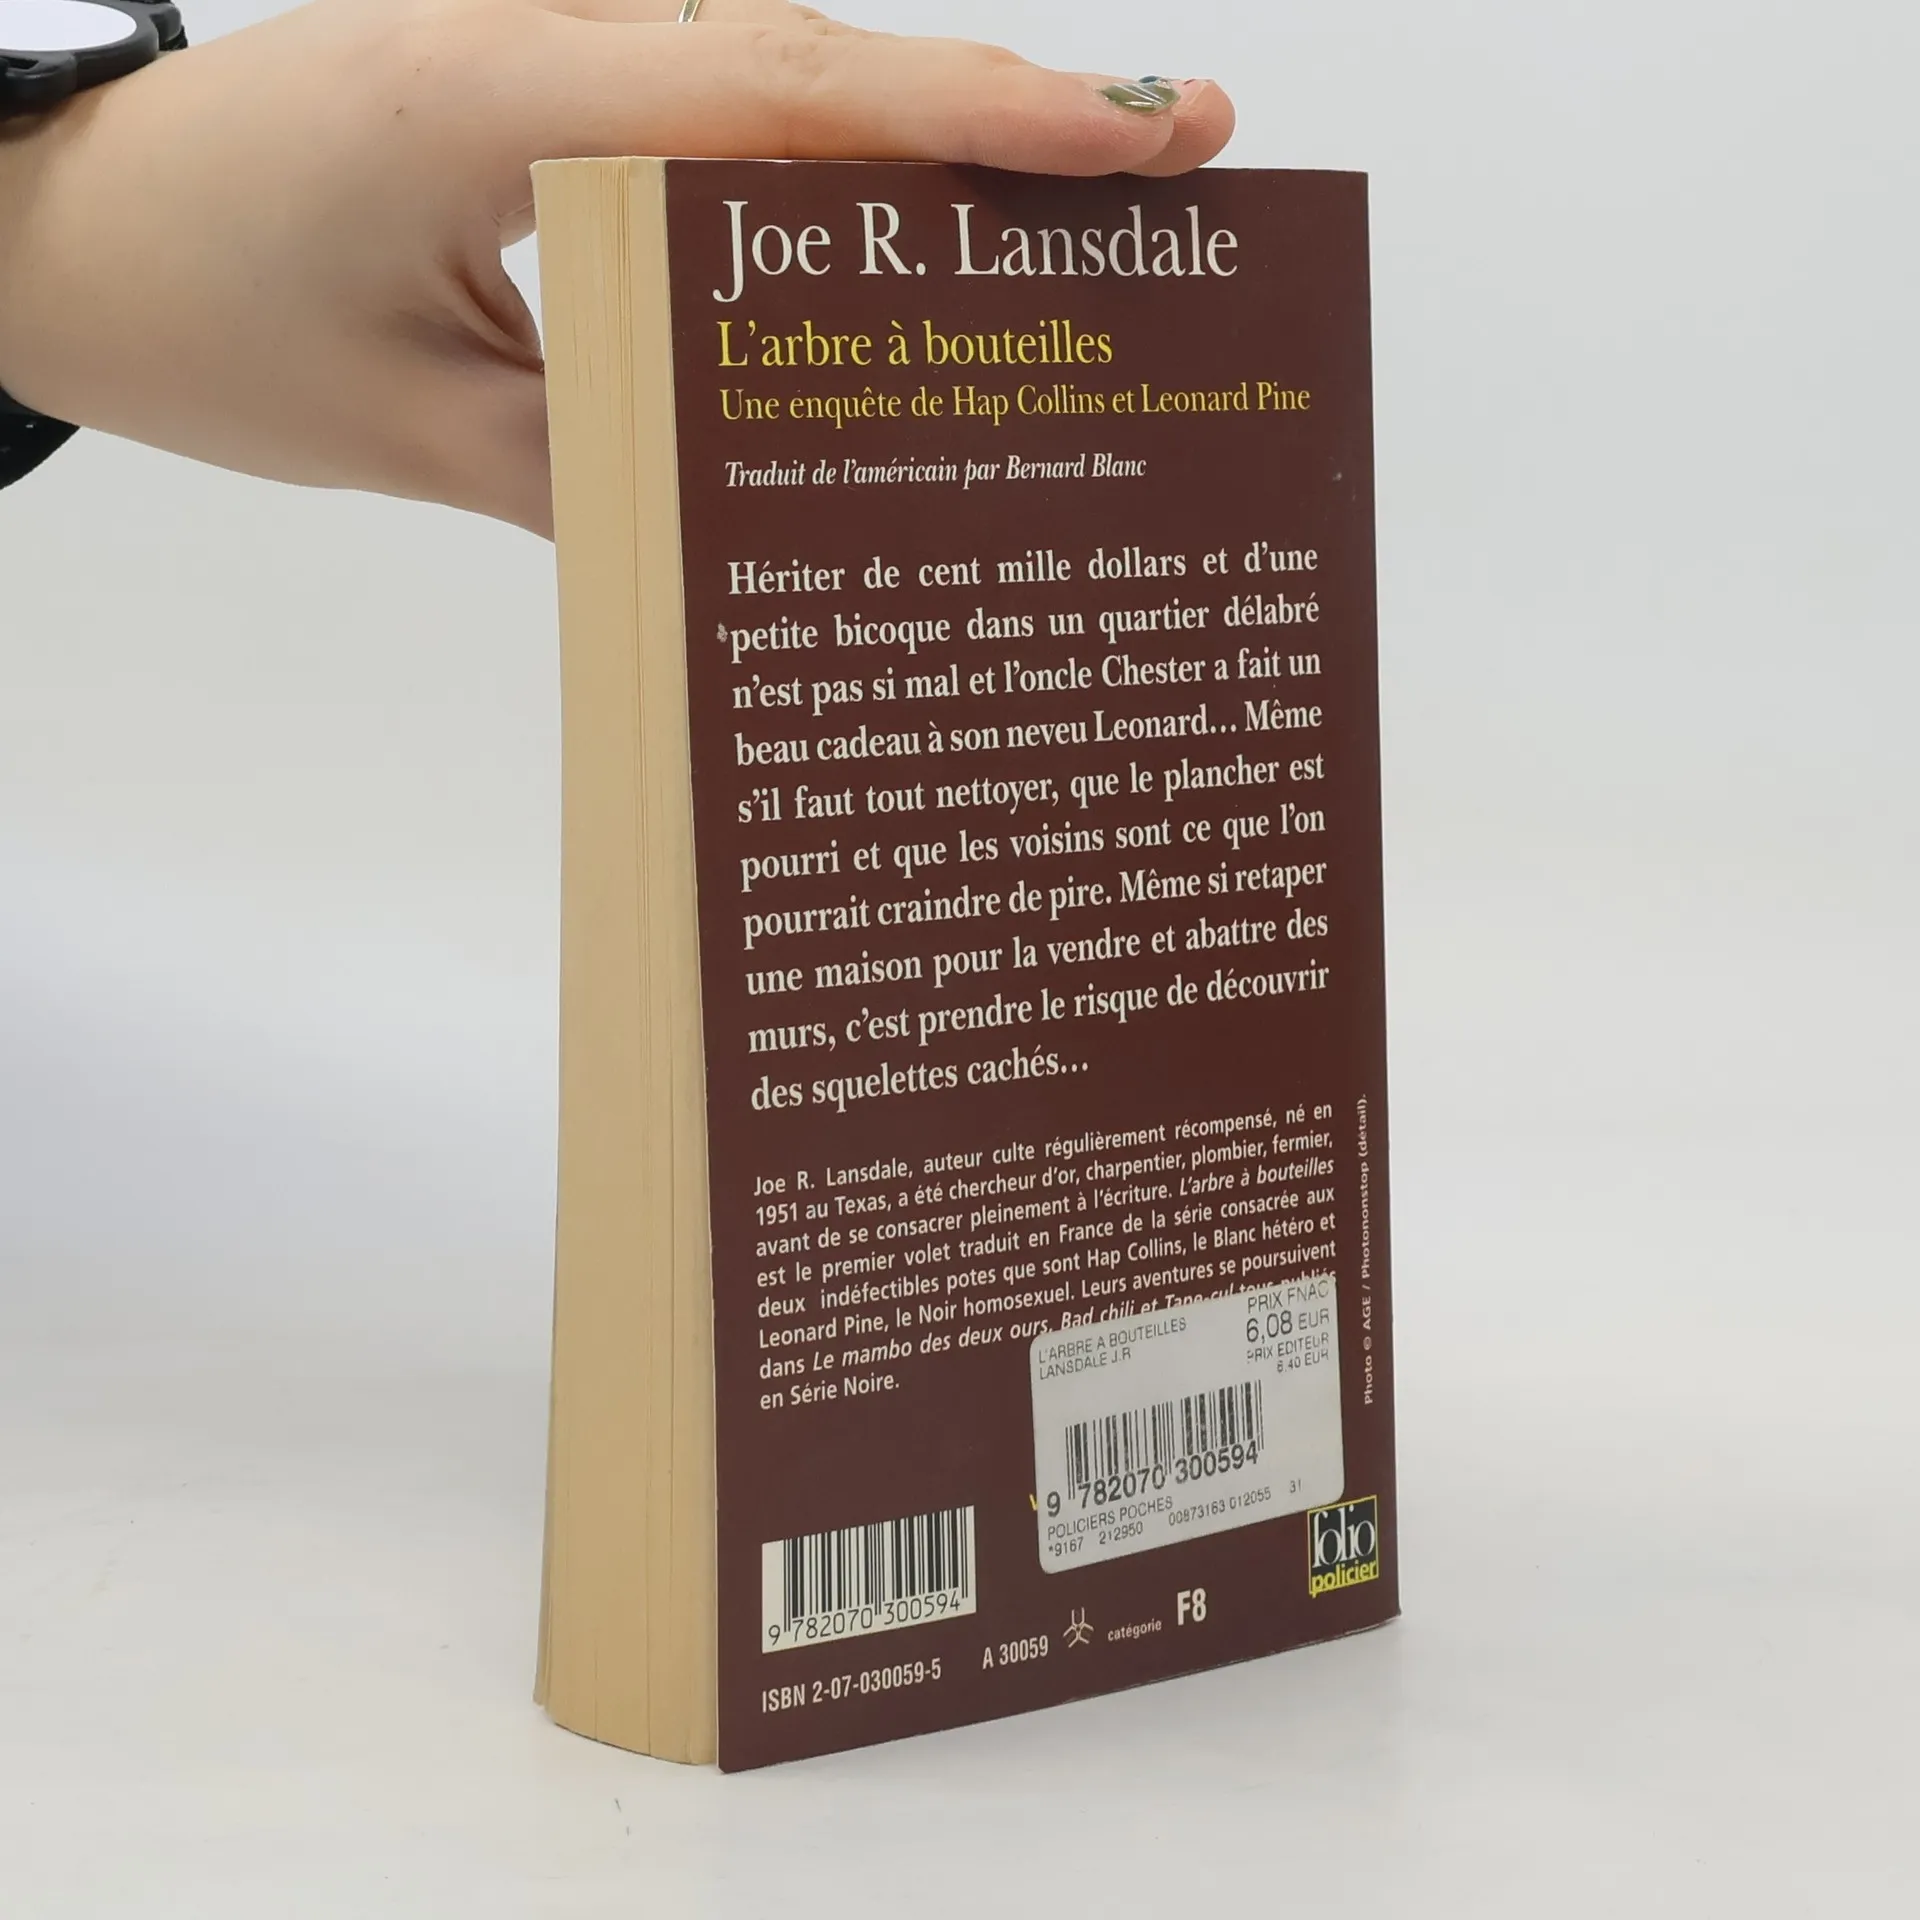 Joe R. Lansdale
L'arbre à bouteilles
Une enquête de Hap Collins et Leonard Pine
Traduit de l'américain par Bernard Blanc
Hériter de cent mille dollars et d'une
petite bicoque dans un quartier délabré
n'est pas si mal et l'oncle Chester a fait un
beau cadeau à son neveu Leonard... Même
s'il faut tout nettoyer, que le plancher est
pourri et que les voisins sont ce que l'on
pourrait craindre de pire. Même si retaper
une maison pour la vendre et abattre des
murs, c'est prendre le risque de découvrir
des squelettes cachés...
Joe R. Lansdale, auteur culte régulièrement récompensé, né en
1951 au Texas, a été chercheur d'or, charpentier, plombier, fermier,
avant de se consacrer pleinement à l'écriture. L'arbre à bouteilles
est le premier volet traduit en France de la série consacrée aux
deux indéfectibles potes que sont Hap Collins, le Blanc hétéro et
Leonard Pine, le Noir homosexuel. Leurs aventures se poursuivent
dans Le mambo des deux ours, Bad chili et Tape-cul tous publiés
en Série Noire.
Photo © AGE / Photononstop (détail).
PRIX FNAC
L'ARBRE A BOUTEILLES
6,08 EUR
LANSDALE J.R
PRIX EDITEUR
6.40 EUR
9 782070 300594
POLICIERS POCHES
*9167 212950 00873163 012055 31
folio
policier
9 782070 300594
ISBN 2-07-030059-5 A 30059 catégorie F8